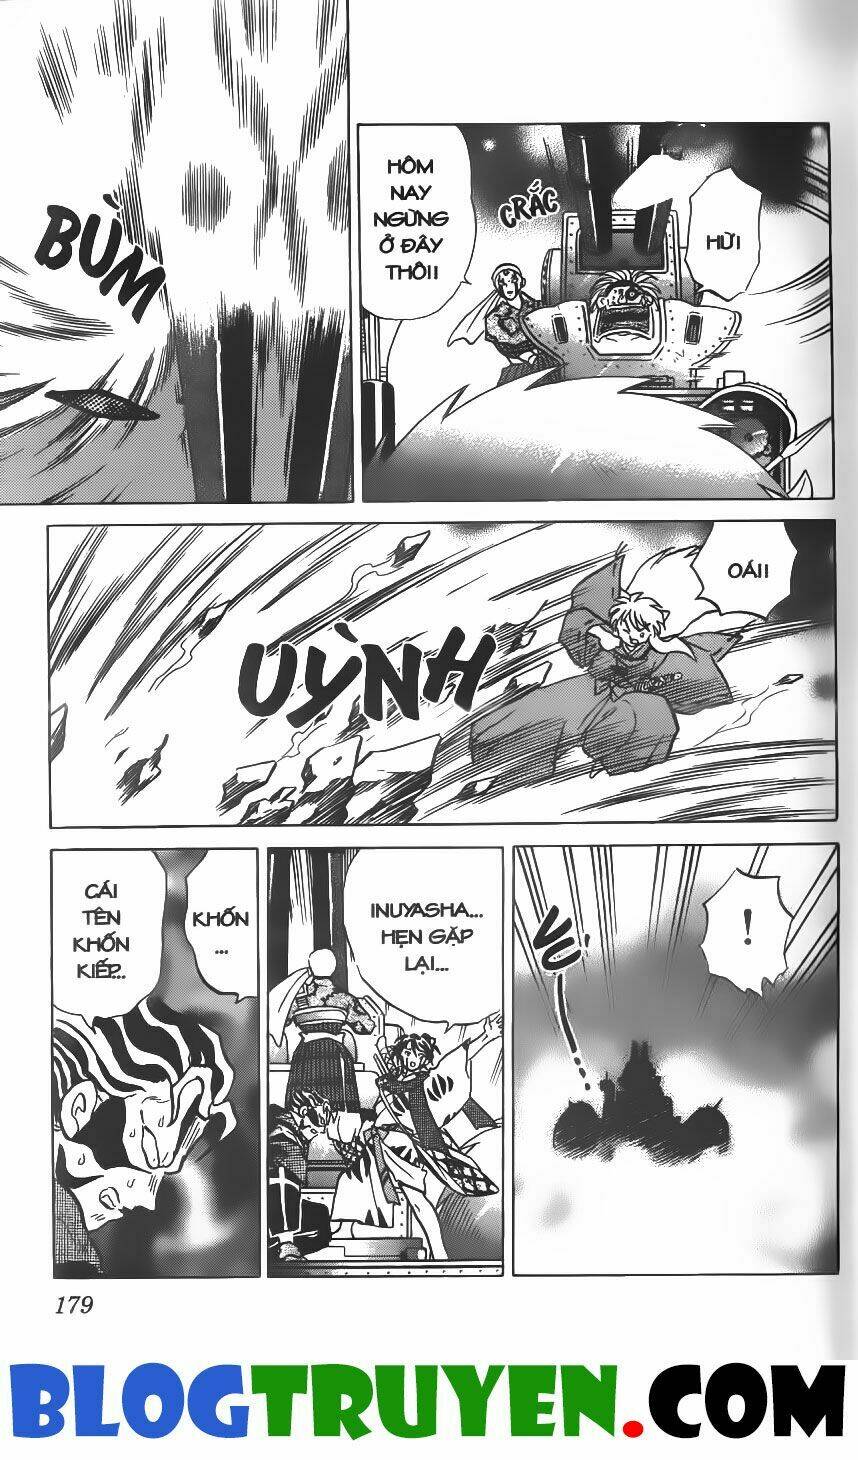 HỪ!
HÔM
NAY
NGỪNG
Ở ĐÂY
THÔI!
CRẮC
BÙM
OÁI!
UỲNH
!
VÙ
INUYASHA...
HẸN GẶP
LẠI...
KHỐN
...
CÁI
TÊN
KHỐN
KIẾP...
179
BLOGTRUYEN.COM